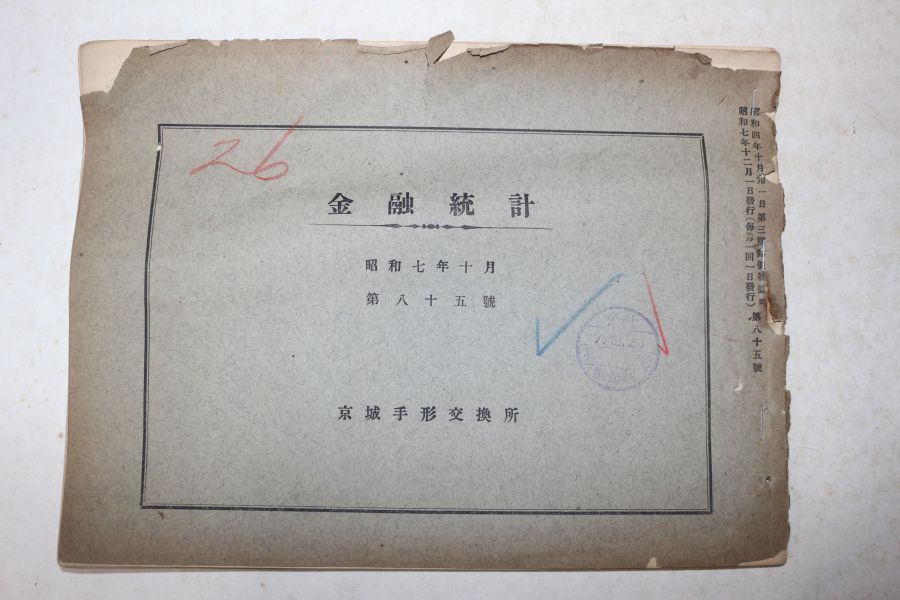 昭和四年十月 一日第三種郵便物認可 第八十五號
昭和七年十二月一日發行(每月一回一日發行)
26
金融統計
昭和七年十月
第八十五號
京城手形交換所